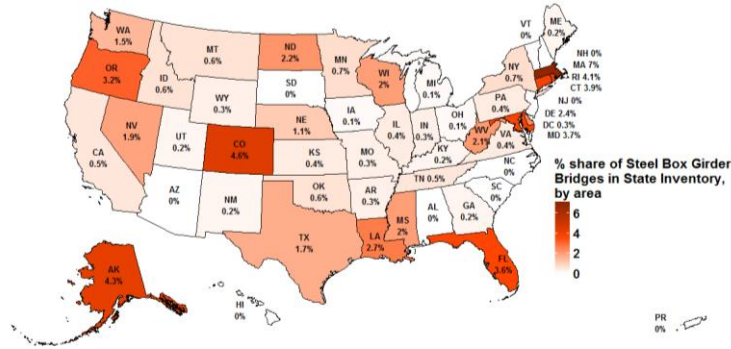 WA
1.5%
OR
3.2%
CA
0.5%
NV
1.9%
ID
0.6%
MT
0.6%
WY
0.3%
UT
0.2%
CO
4.6%
AZ
0%
NM
0.2%
ND
2.2%
SD
0%
NE
1.1%
KS
0.4%
OK
0.6%
TX
1.7%
MN
0.7%
IA
0.1%
MO
0.3%
AR
0.3%
LA
2.7%
WI
2%
IL
0.4%
MI
0.1%
IN
0.3%
OH
0.1%
KY
0.2%
TN 0.5%
MS
2%
AL
0%
GA
0.2%
FL
3.6%
SC
0%
NC
0%
VA
0.4%
WV
2.1%
PA
0.4%
NY
0.7%
VT
0%
ME
0.2%
NH 0%
MA 7%
RI 4.1%
CT 3.9%
NJ 0%
DE 2.4%
DC 0.3%
MD 3.7%
AK
4.3%
HI
0%
PR
0%
% share of Steel Box Girder
Bridges in State Inventory,
by area
6
4
2
0